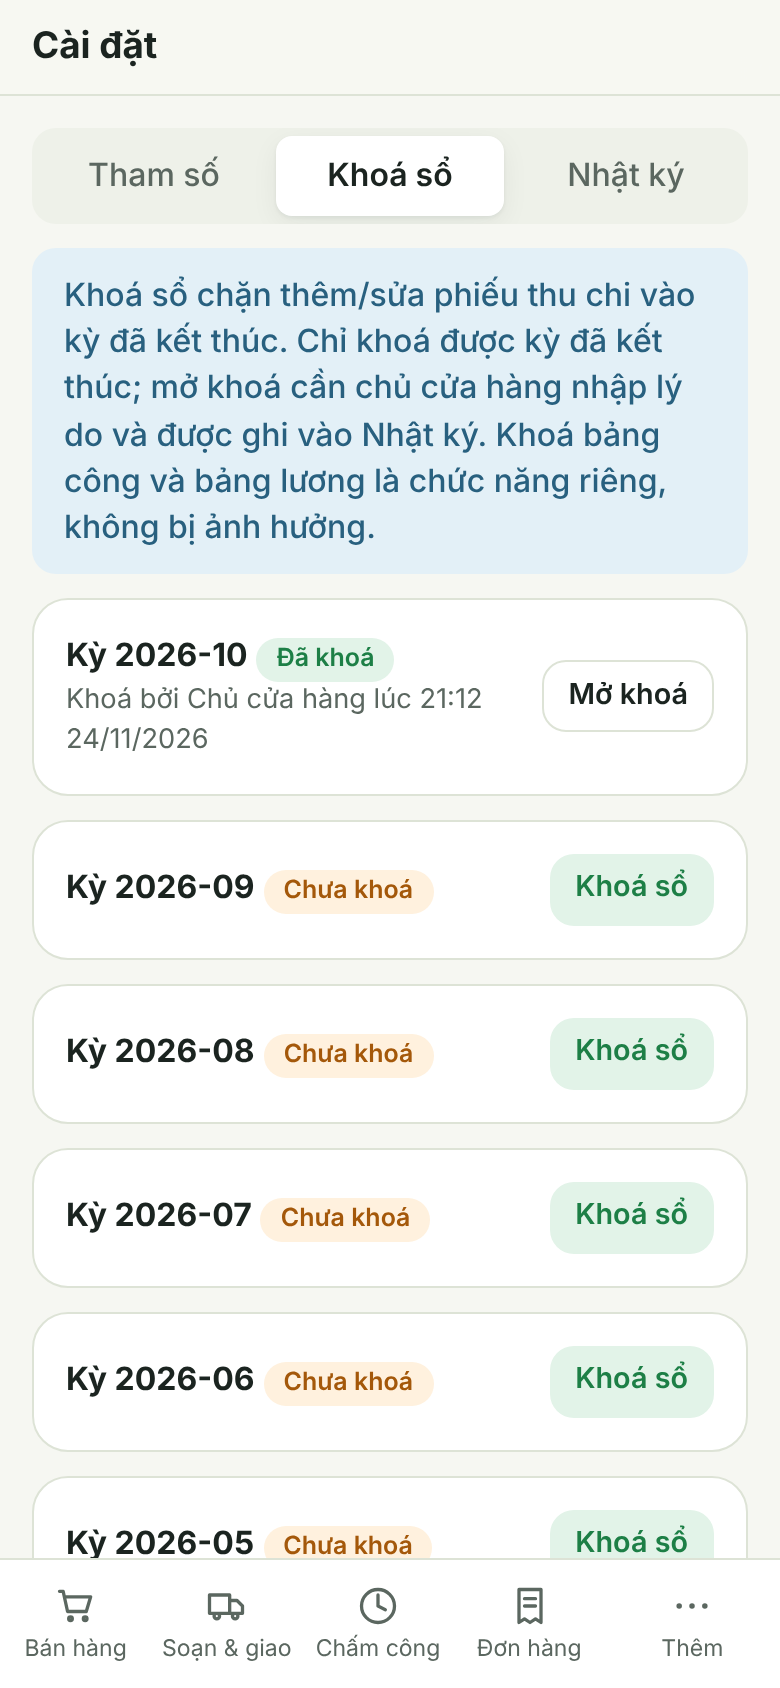 Cài đặt
Tham số
Khoá sổ
Nhật ký
Khoá sổ chặn thêm/sửa phiếu thu chi vào
kỳ đã kết thúc. Chỉ khoá được kỳ đã kết
thúc; mở khoá cần chủ cửa hàng nhập lý
do và được ghi vào Nhật ký. Khoá bảng
công và bảng lương là chức năng riêng,
không bị ảnh hưởng.
Kỳ 2026-10 Đã khoá
Khoá bởi Chủ cửa hàng lúc 21:12
24/11/2026
Mở khoá
Kỳ 2026-09 Chưa khoá
Khoá sổ
Kỳ 2026-08 Chưa khoá
Khoá sổ
Kỳ 2026-07 Chưa khoá
Khoá sổ
Kỳ 2026-06 Chưa khoá
Khoá sổ
Kỳ 2026-05 Chưa khoá
Khoá sổ
Bán hàng
Soạn & giao
Chấm công
Đơn hàng
Thêm